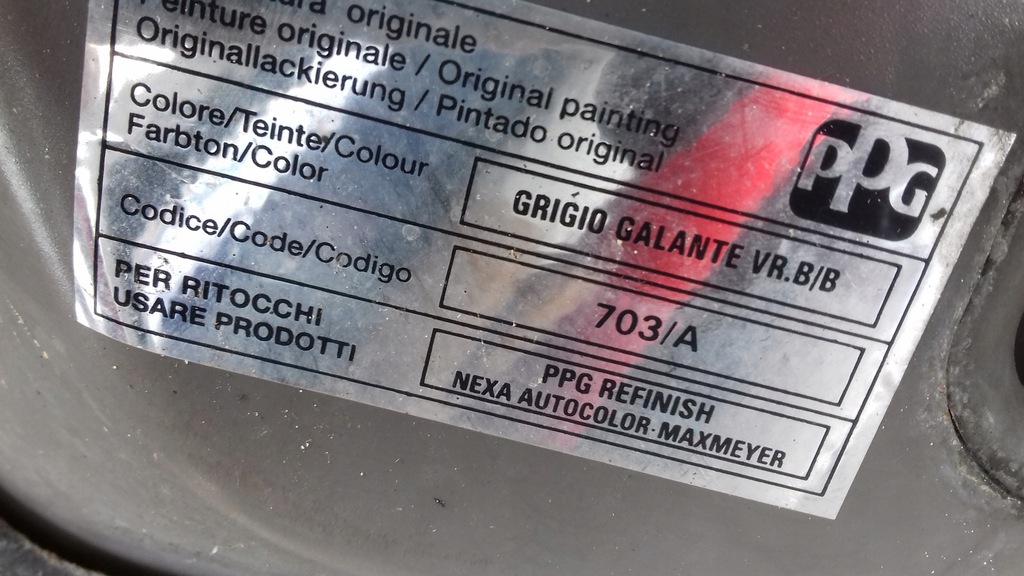 originale
Peinture originale / Original painting
Originallackierung / Pintado original
PPG
Colore/Teinte/Colour
Farbton/Color
GRIGIO GALANTE VR.B/B
Codice/Code/Codigo
703/A
PER RITOCCHI
USARE PRODOTTI
PPG REFINISH
NEXA AUTOCOLOR-MAXMEYER